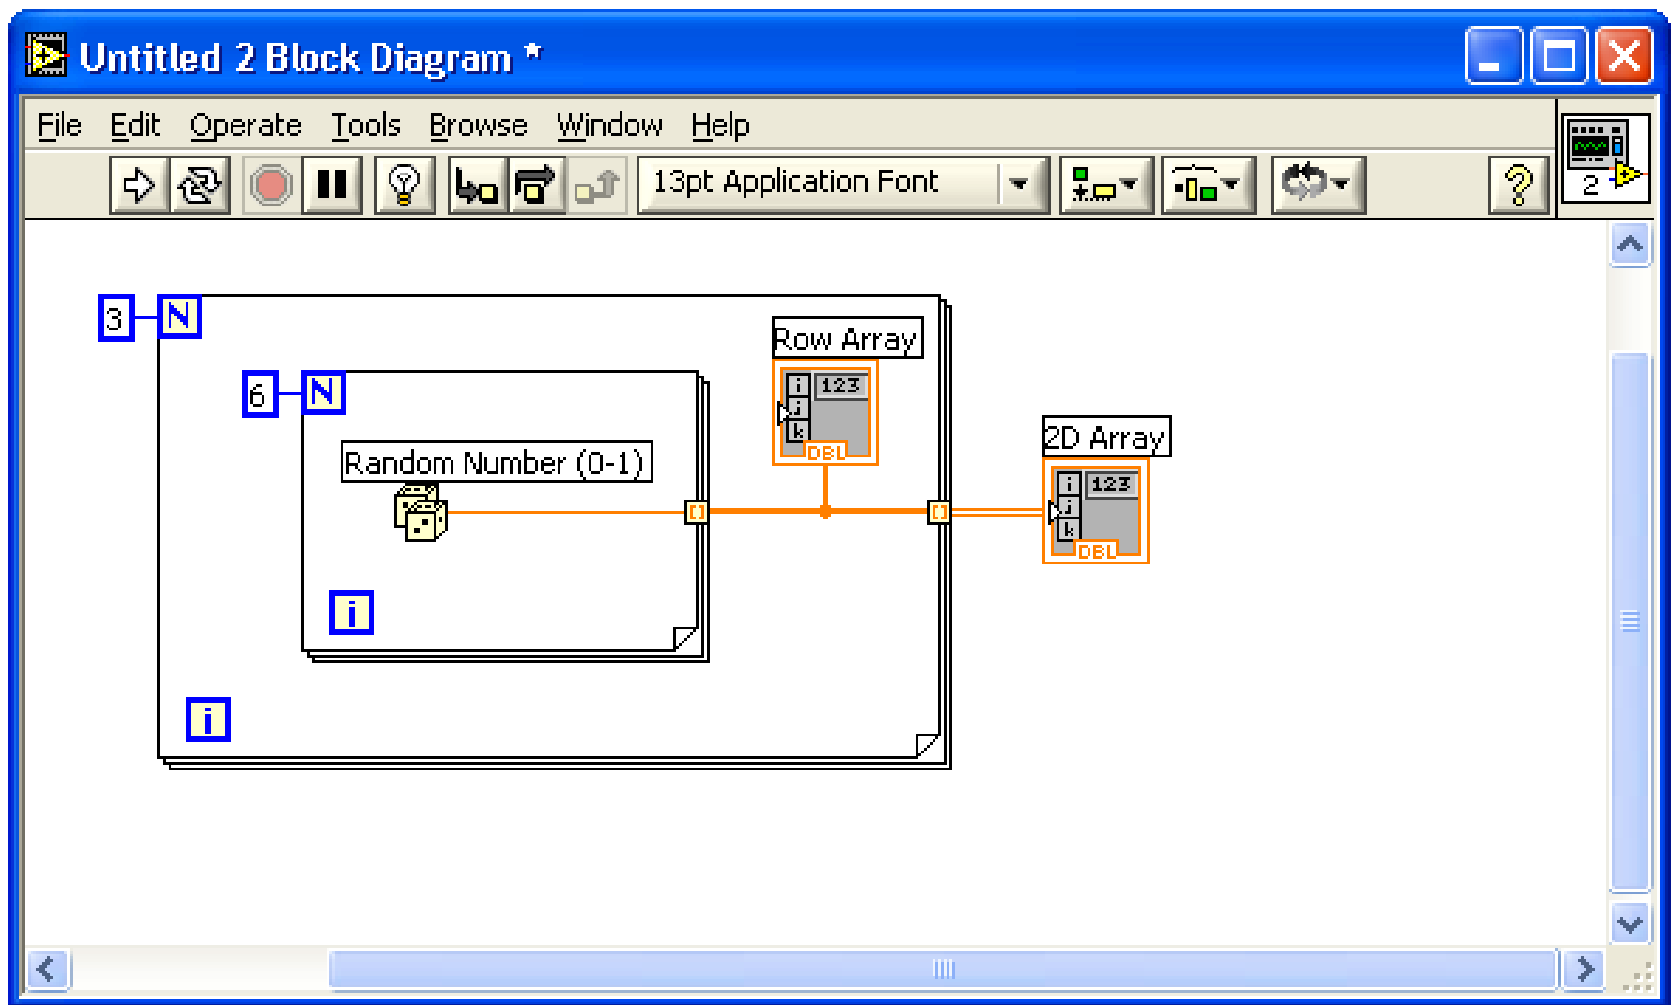 Untitled 2 Block Diagram *
File Edit Operate Tools Browse Window Help
13pt Application Font
?
2
3 N
Row Array
i 123
j
k
DBL
6 N
2D Array
i 123
j
k
DBL
Random Number (0-1)
[]
[]
i
i